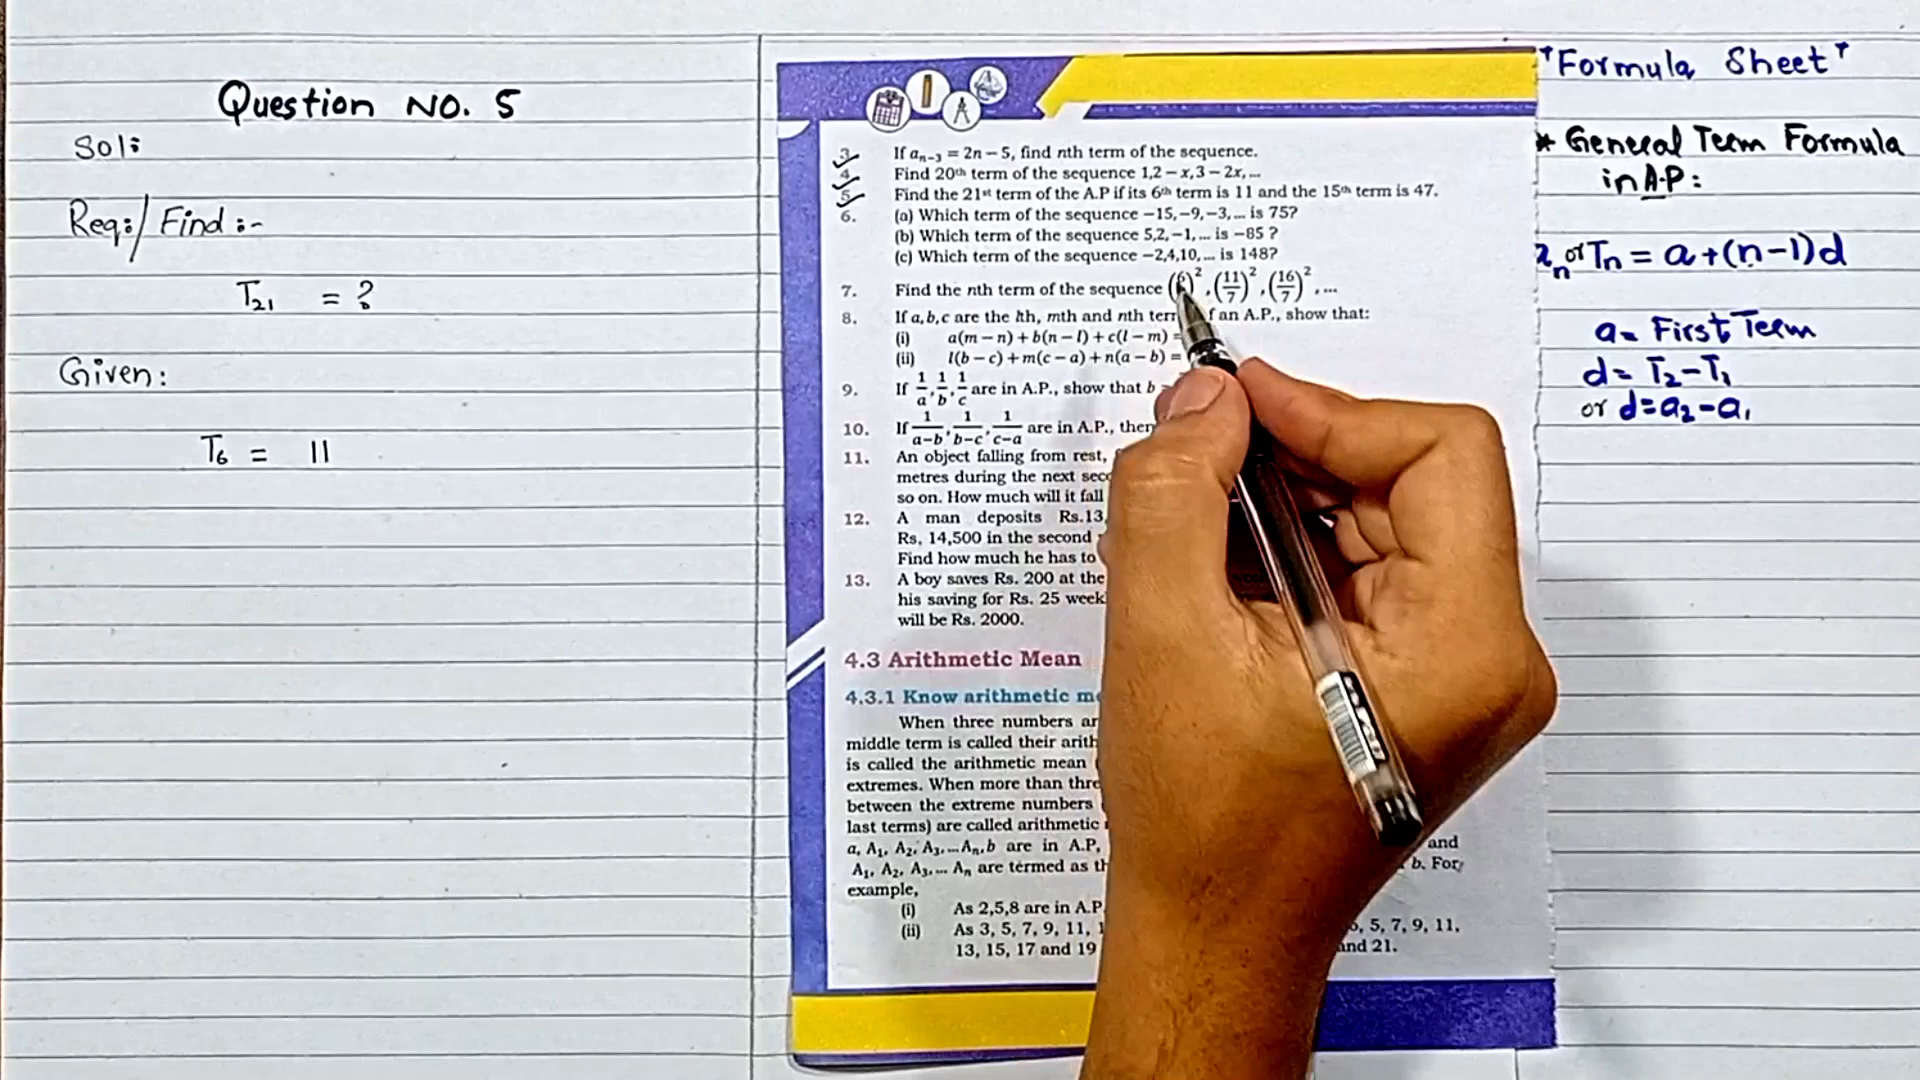 Question NO. 5
Sol:
Req:/ Find :-
T₂₁ = ?
Given:
T₆ = 11
3. If aₙ₋₃ = 2n − 5, find nth term of the sequence.
4. Find 20ᵗʰ term of the sequence 1,2 − x,3 − 2x,...
5. Find the 21ˢᵗ term of the A.P if its 6ᵗʰ term is 11 and the 15ᵗʰ term is 47.
6. (a) Which term of the sequence −15,−9,−3,... is 75?
(b) Which term of the sequence 5,2,−1,... is −85 ?
(c) Which term of the sequence −2,4,10,... is 148?
7. Find the nth term of the sequence (6)², (11/7)², (16/7)², ...
8. If a,b,c are the lth, mth and nth an A.P., show that:
(i) a(m − n) + b(n − l) + c(l − m) =
(ii) l(b − c) + m(c − a) + n(a − b) =
9. If 1/a, 1/b, 1/c are in A.P., show that b
10. If 1/(a−b), 1/(b−c), 1/(c−a) are in A.P., then
11. An object falling from rest,
metres during the next
so on. How much will it fall
12. A man deposits Rs.13,
Rs. 14,500 in the second
Find how much he has to
13. A boy saves Rs. 200 at the
his saving for Rs. 25
will be Rs. 2000.
4.3 Arithmetic Mean
4.3.1 Know arithmetic
When three numbers
middle term is called their
is called the arithmetic mean
extremes. When more than
between the extreme numbers
last terms) are called arithmetic
a, A₁, A₂, A₃,...Aₙ,b are in A.P, and
A₁, A₂, A₃,... Aₙ are termed as b. For
example,
(i) As 2,5,8 are in A.P
(ii) As 3, 5, 7, 9, 11, 5, 7, 9, 11,
13, 15, 17 and 19 and 21.
"Formula Sheet"
* General Term Formula
in A.P:
aₙ or Tₙ = a+(n-1)d
a= First Term
d= T₂-T₁
or d=a₂-a₁